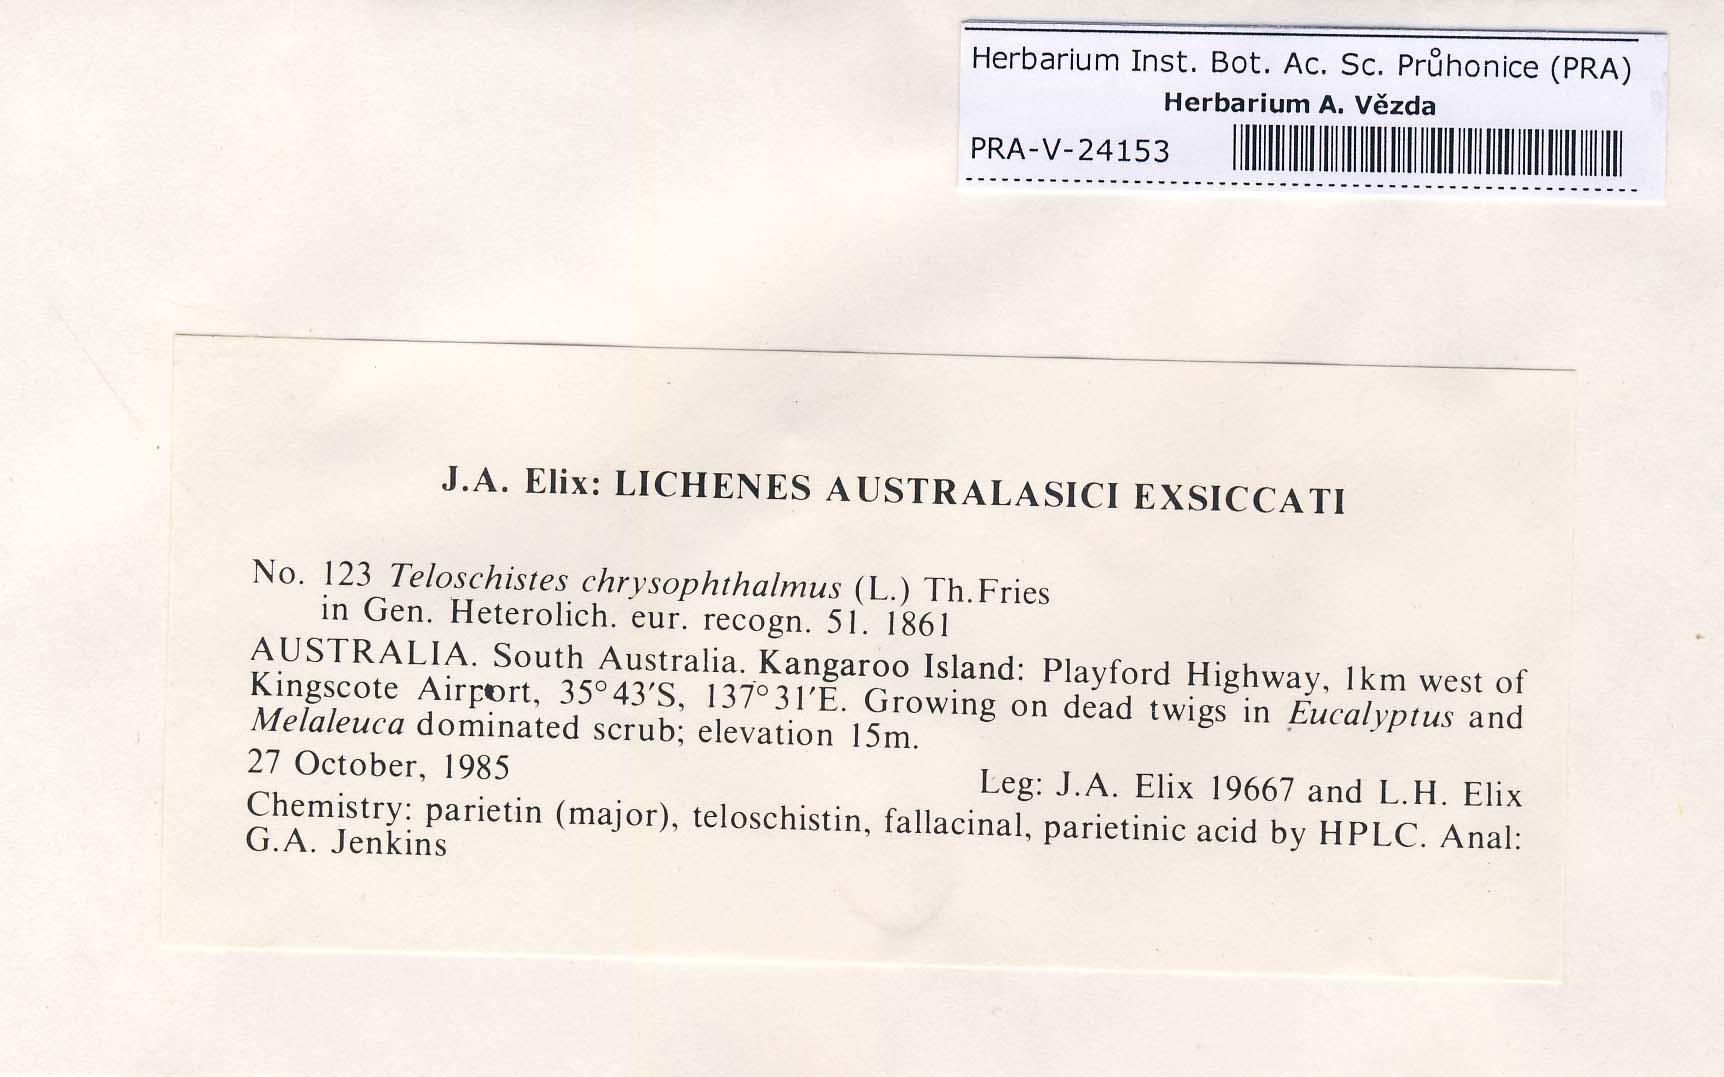 Herbarium Inst. Bot. Ac. Sc. Průhonice (PRA)
Herbarium A. Vězda
PRA-V-24153
J.A. Elix: LICHENES AUSTRALASICI EXSICCATI
No. 123 Teloschistes chrysophthalmus (L.) Th.Fries
in Gen. Heterolich. eur. recogn. 51. 1861
AUSTRALIA. South Australia. Kangaroo Island: Playford Highway, 1km west of
Kingscote Airport, 35°43'S, 137°31'E. Growing on dead twigs in Eucalyptus and
Melaleuca dominated scrub; elevation 15m.
27 October, 1985 Leg: J.A. Elix 19667 and L.H. Elix
Chemistry: parietin (major), teloschistin, fallacinal, parietinic acid by HPLC. Anal:
G.A. Jenkins